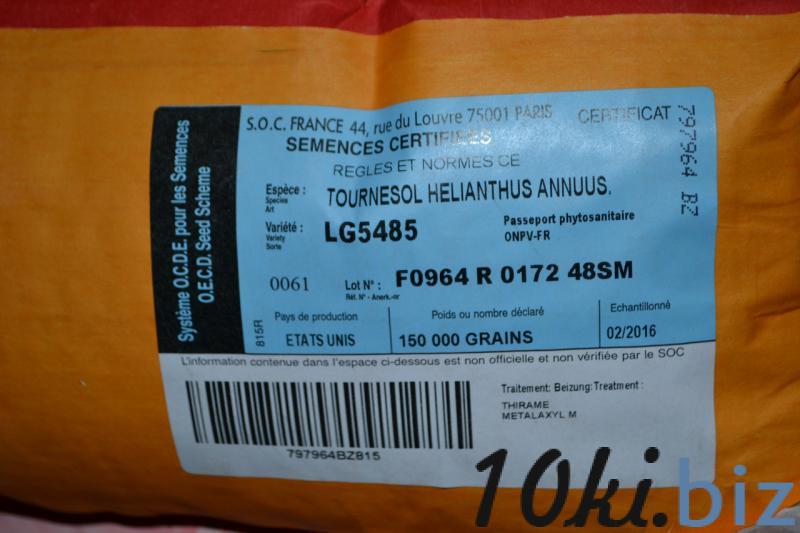 Système O.C.D.E. pour les Semences
O.E.C.D. Seed Scheme
S.O.C. FRANCE 44, rue du Louvre 75001 PARIS
CERTIFICAT
797964 BZ
SEMENCES CERTIFIEES
REGLES ET NORMES CE
Espèce :
Species
Art
TOURNESOL HELIANTHUS ANNUUS.
Variété :
Variety
Sorte
LG5485
Passeport phytosanitaire
ONPV-FR
0061
Lot N° :
Réf. N° - Anerk.-nr
F0964 R 0172 48SM
815R
Pays de production
ETATS UNIS
Poids ou nombre déclaré
150 000 GRAINS
Echantillonné
02/2016
L'information contenue dans l'espace ci-dessous est non officielle et non vérifiée par le SOC
797964BZ815
Traitement: Beizung: Treatment :
THIRAME
METALAXYL M
10ki.biz